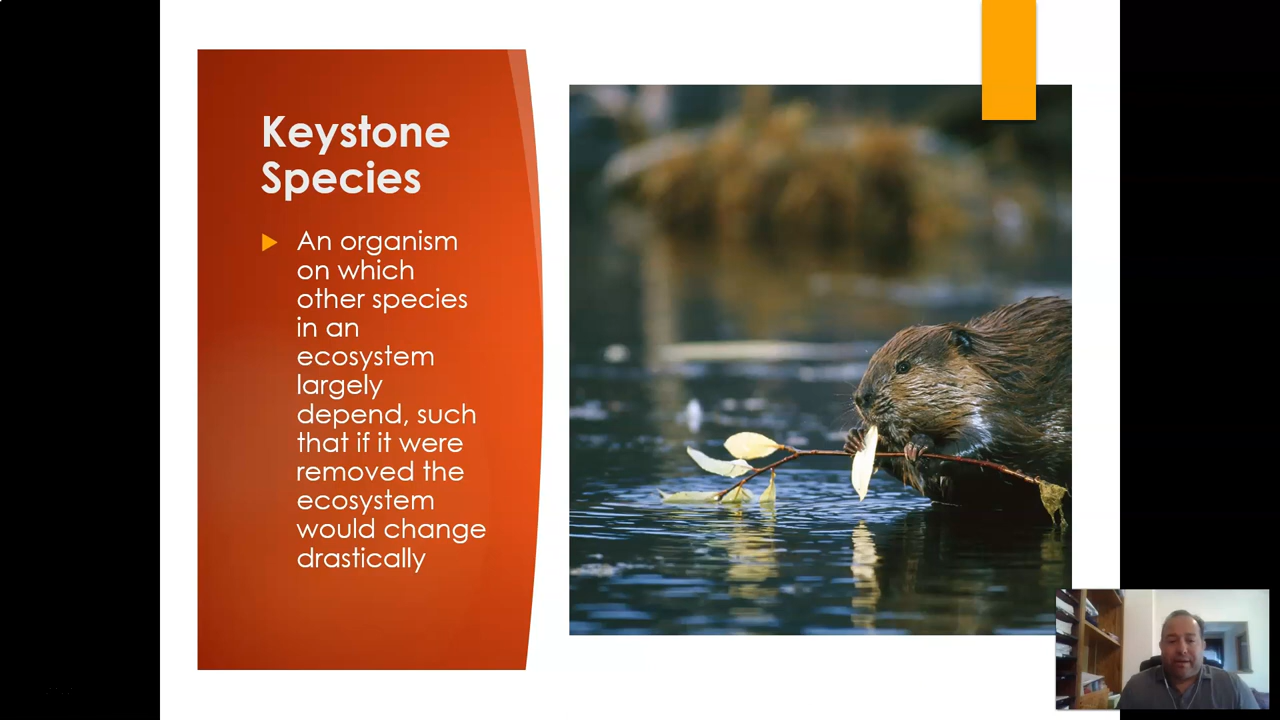 Keystone
Species
An organism
on which
other species
in an
ecosystem
largely
depend, such
that if it were
removed the
ecosystem
would change
drastically